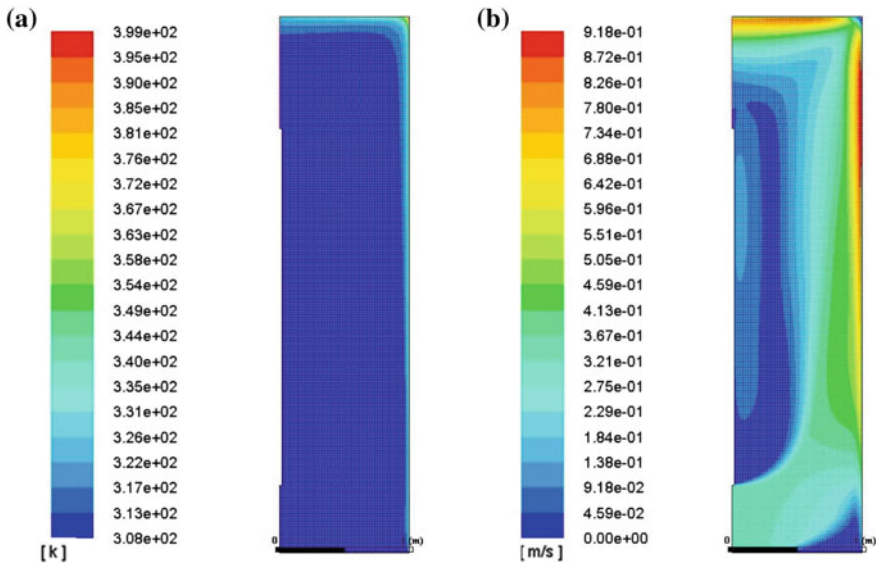 (a)
3.99e+02
3.95e+02
3.90e+02
3.85e+02
3.81e+02
3.76e+02
3.72e+02
3.67e+02
3.63e+02
3.58e+02
3.54e+02
3.49e+02
3.44e+02
3.40e+02
3.35e+02
3.31e+02
3.26e+02
3.22e+02
3.17e+02
3.13e+02
3.08e+02
[ k ]
0
(m)
(b)
9.18e-01
8.72e-01
8.26e-01
7.80e-01
7.34e-01
6.88e-01
6.42e-01
5.96e-01
5.51e-01
5.05e-01
4.59e-01
4.13e-01
3.67e-01
3.21e-01
2.75e-01
2.29e-01
1.84e-01
1.38e-01
9.18e-02
4.59e-02
0.00e+00
[ m/s ]
0
(m)